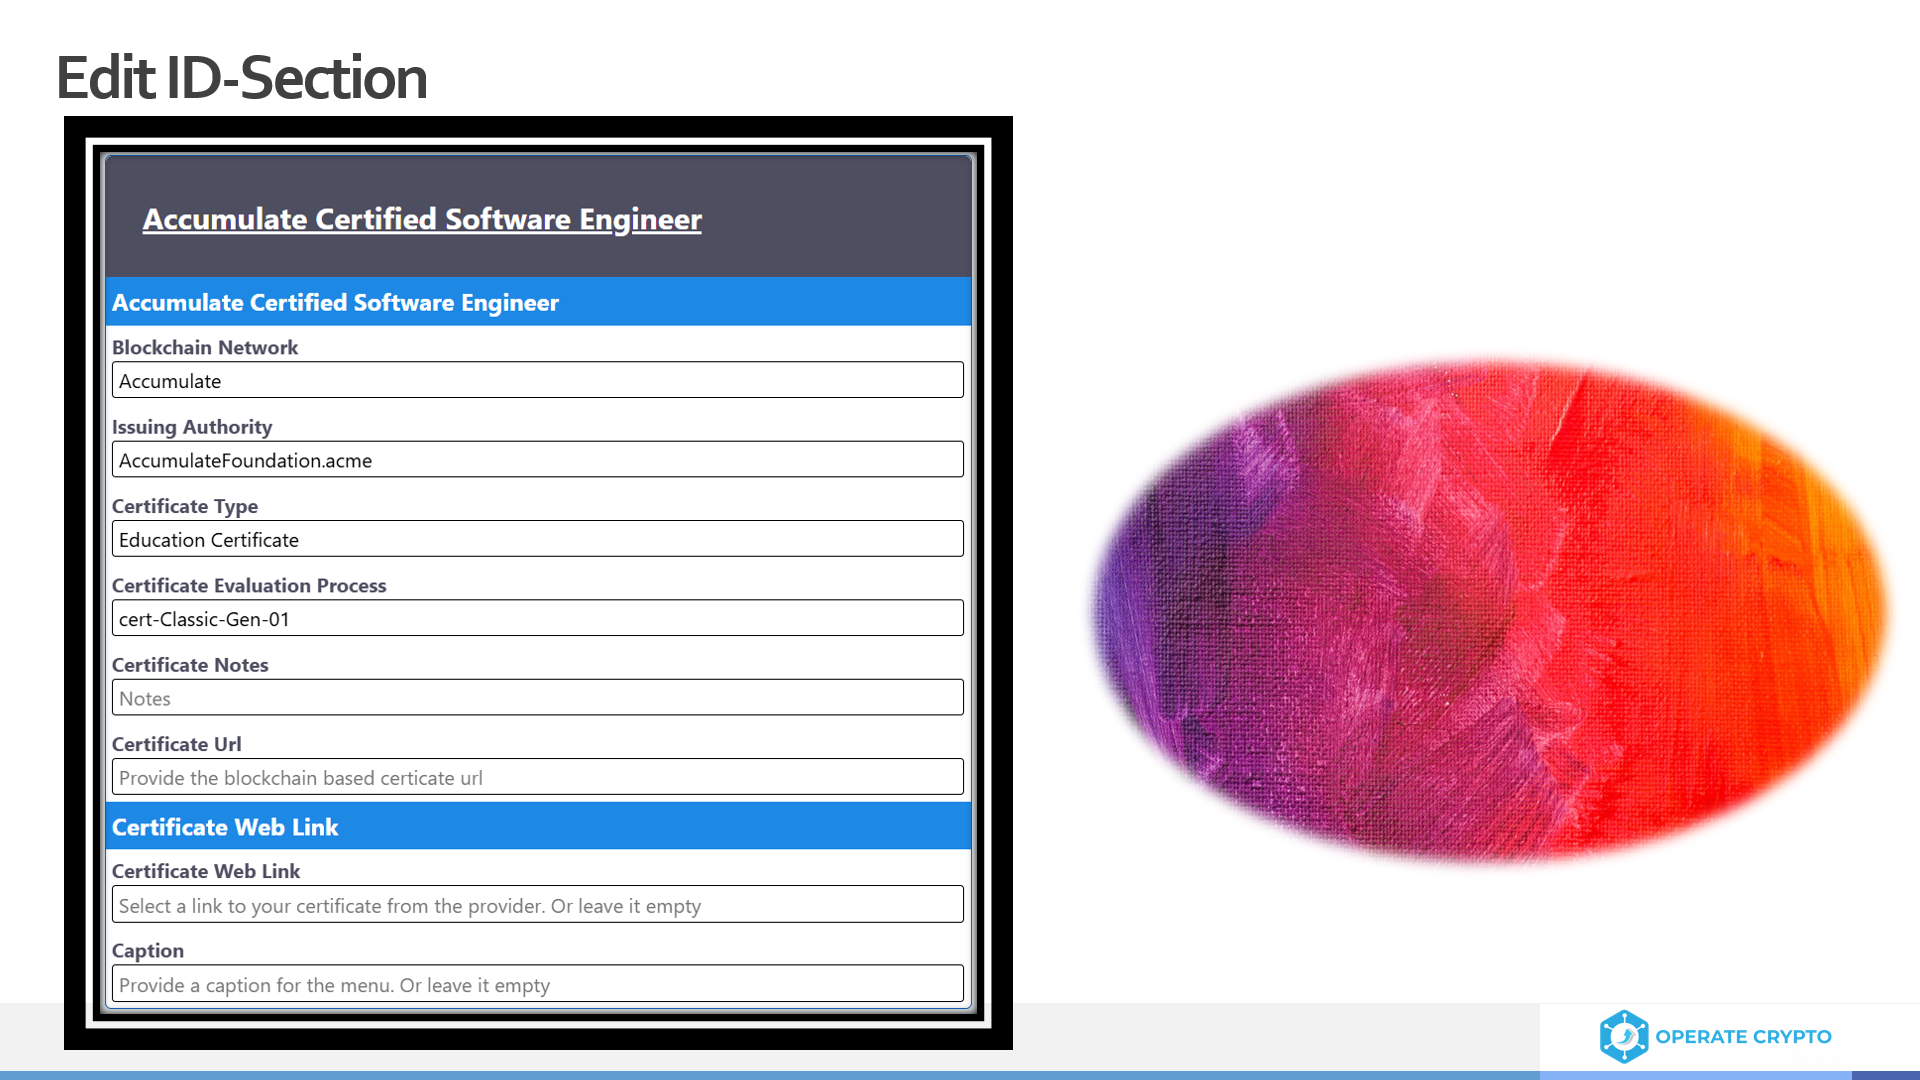 Edit ID-Section
Accumulate Certified Software Engineer
Accumulate Certified Software Engineer
Blockchain Network
Accumulate
Issuing Authority
AccumulateFoundation.acme
Certificate Type
Education Certificate
Certificate Evaluation Process
cert-Classic-Gen-01
Certificate Notes
Notes
Certificate Url
Provide the blockchain based certicate url
Certificate Web Link
Certificate Web Link
Select a link to your certificate from the provider. Or leave it empty
Caption
Provide a caption for the menu. Or leave it empty
OPERATE CRYPTO